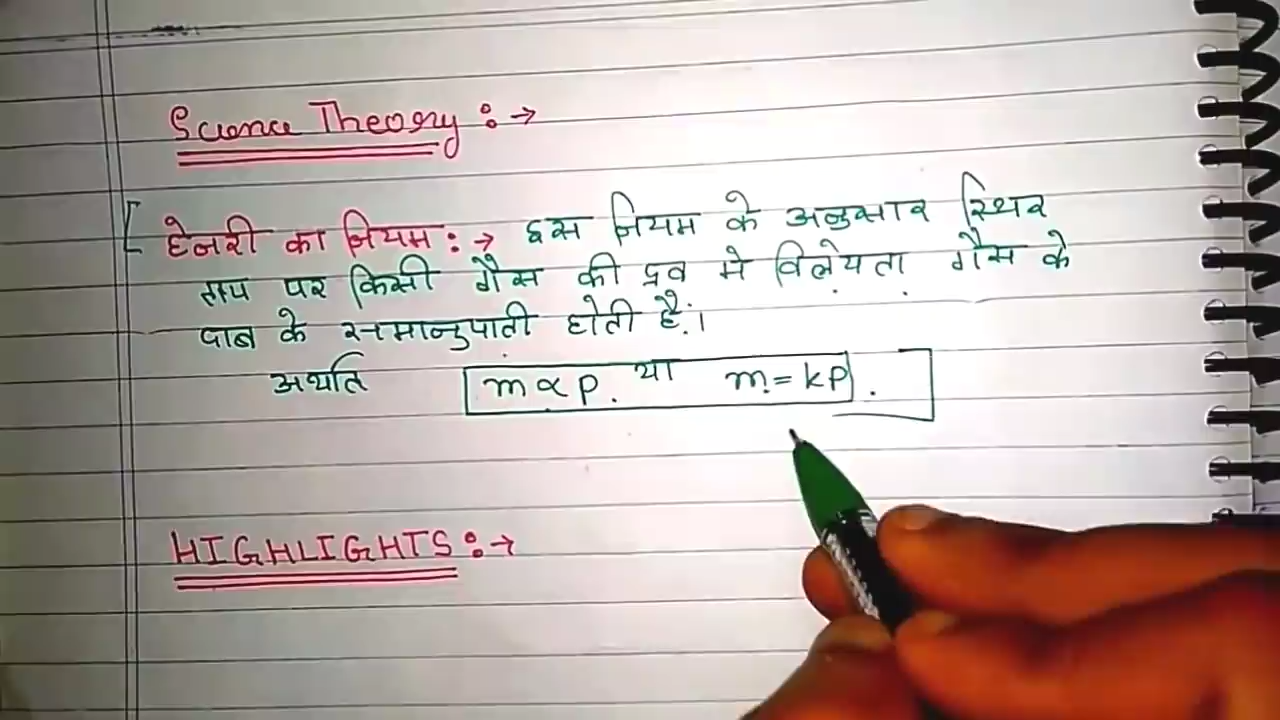 Science Theory :→
हेनरी का नियम :→ इस नियम के अनुसार स्थिर
ताप पर किसी गैस की द्रव मे विलेयता गैस के
दाब के समानुपाती होती है।
अर्थात m ∝ p या m = kp
HIGHLIGHTS :→